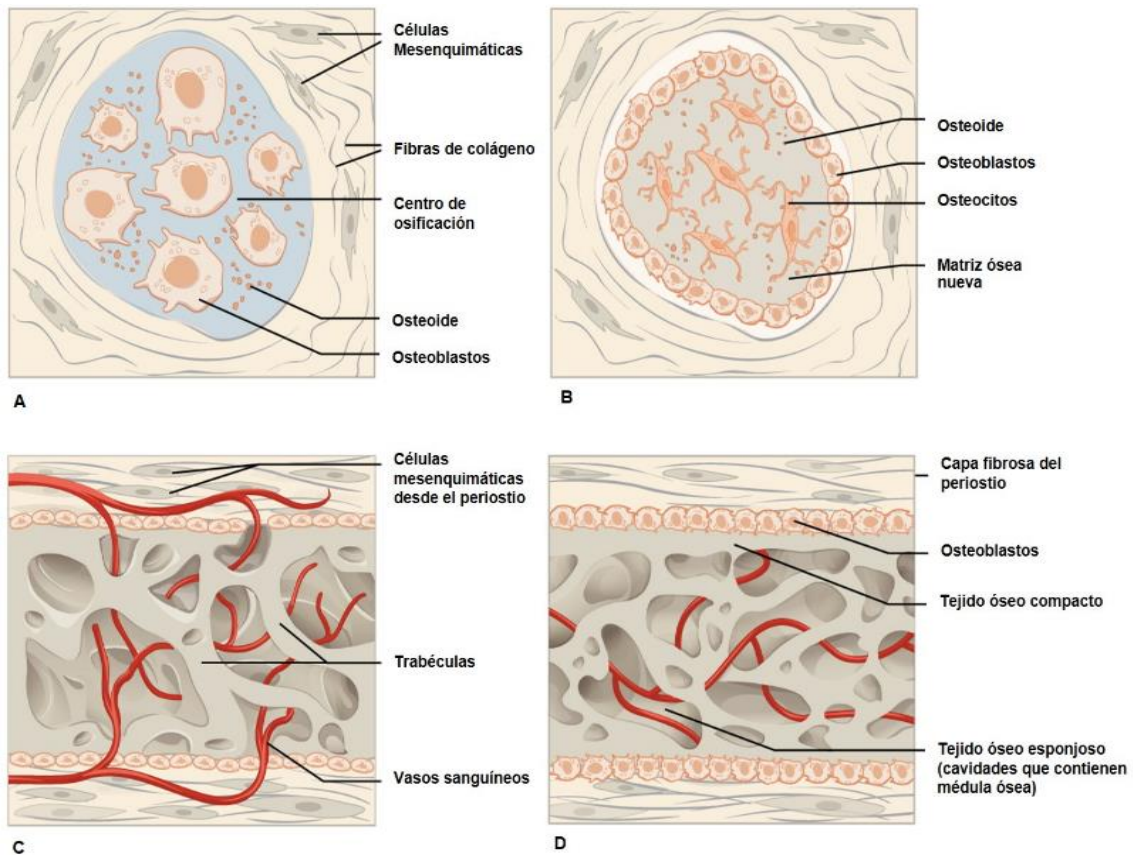 Células
Mesenquimáticas
Fibras de colágeno
Centro de
osificación
Osteoide
Osteoblastos
A
Osteoide
Osteoblastos
Osteocitos
Matriz ósea
nueva
B
Células
mesenquimáticas
desde el periostio
Trabéculas
Vasos sanguíneos
C
Capa fibrosa del
periostio
Osteoblastos
Tejido óseo compacto
Tejido óseo esponjoso
(cavidades que contienen
médula ósea)
D